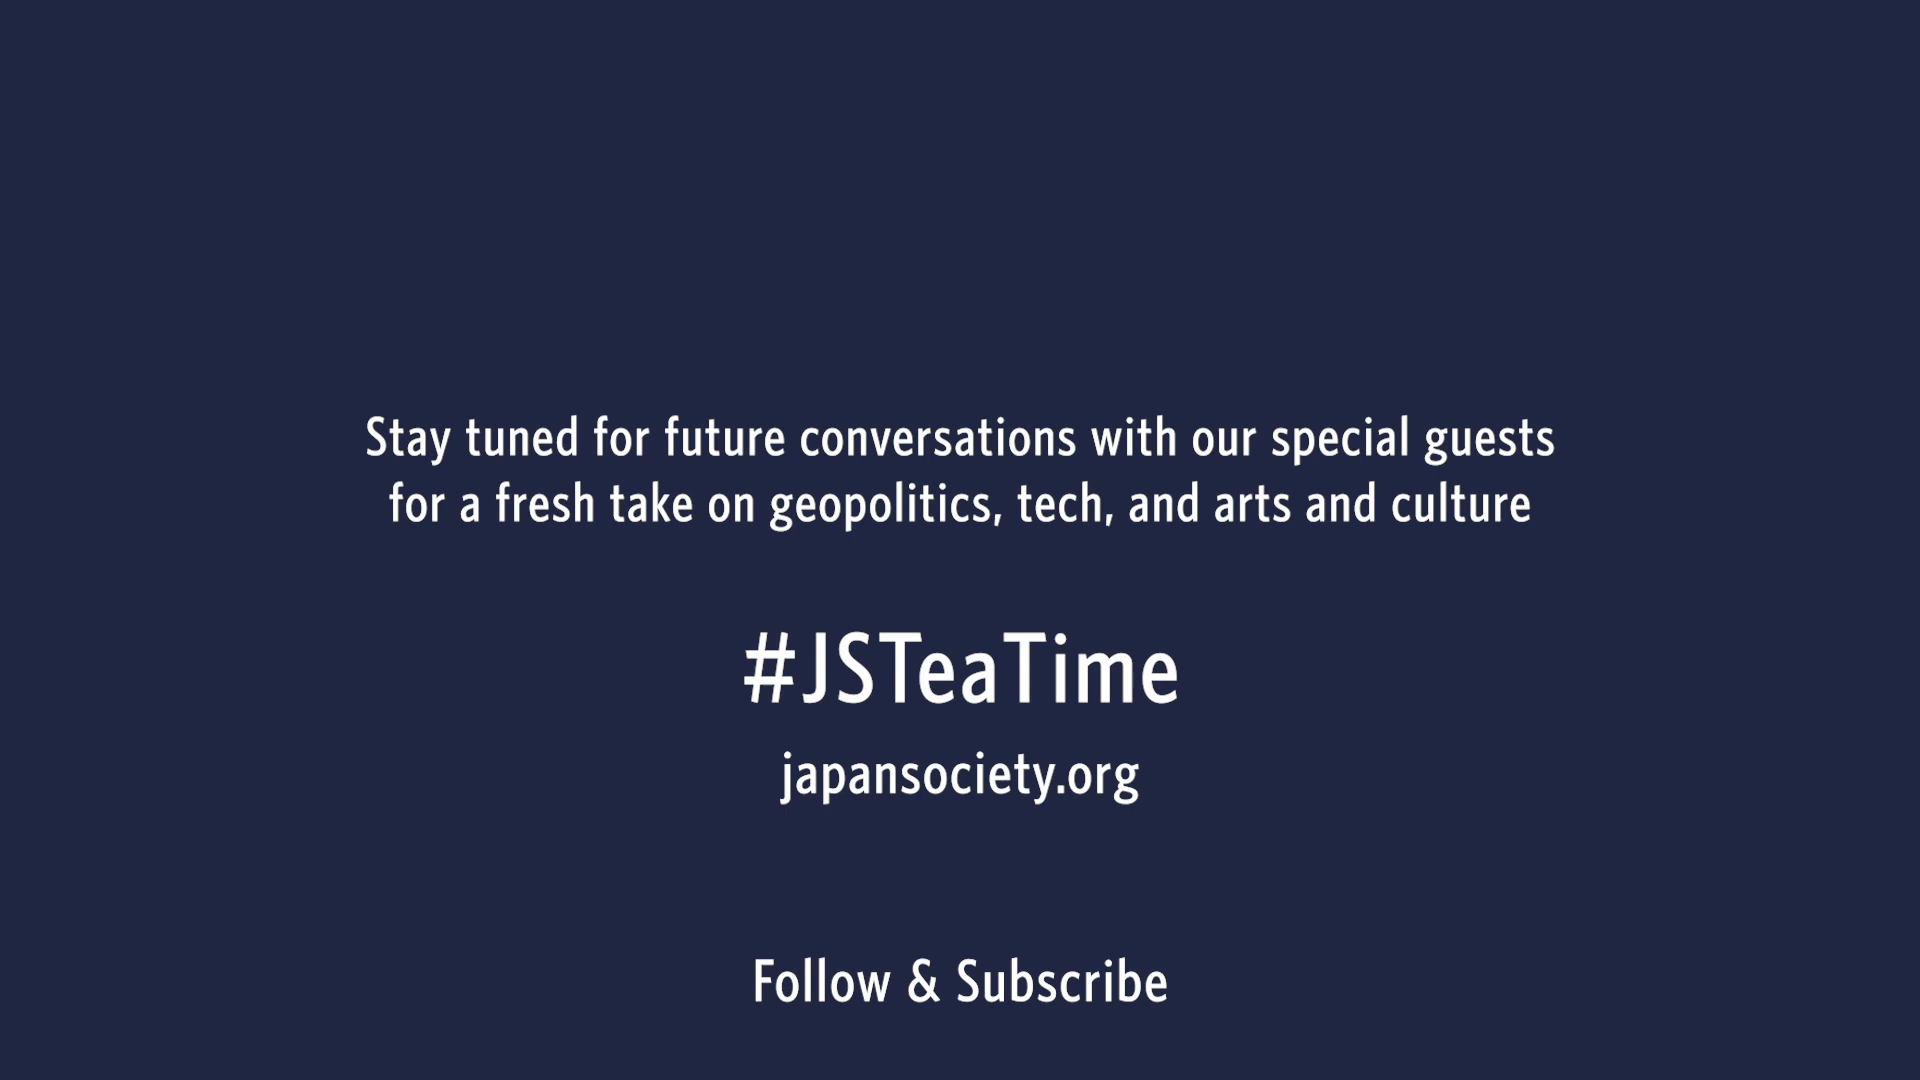 Stay tuned for future conversations with our special guests
for a fresh take on geopolitics, tech, and arts and culture
#JSTeaTime
japansociety.org
Follow & Subscribe